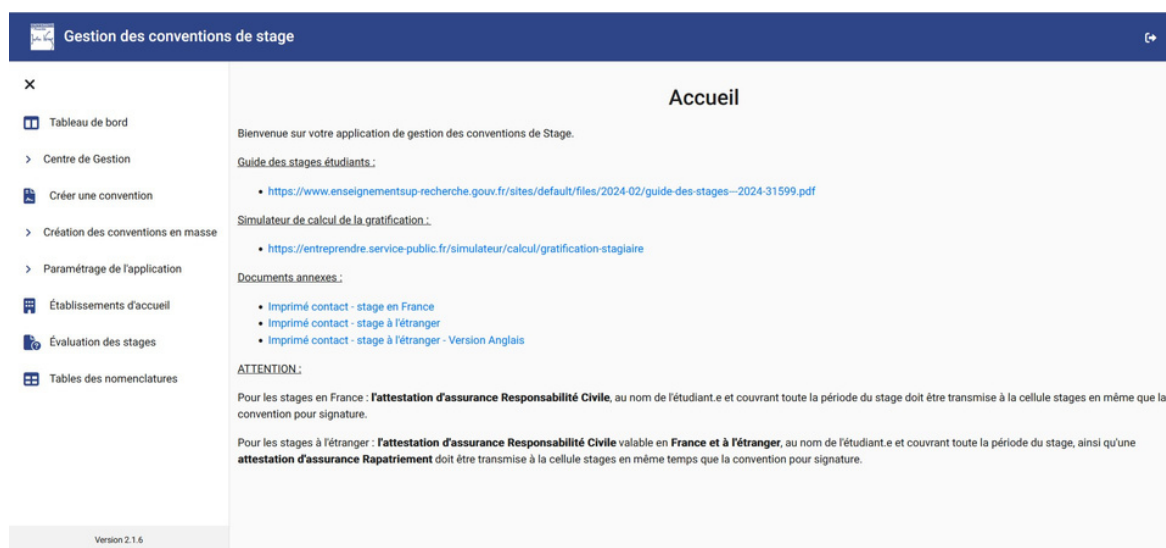 Gestion des conventions de stage
Tableau de bord
Centre de Gestion
Créer une convention
Création des conventions en masse
Paramétrage de l'application
Établissements d'accueil
Évaluation des stages
Tables des nomenclatures
Version 2.1.6
Accueil
Bienvenue sur votre application de gestion des conventions de Stage.
Guide des stages étudiants :
• https://www.enseignementsup-recherche.gouv.fr/sites/default/files/2024-02/guide-des-stages---2024-31599.pdf
Simulateur de calcul de la gratification :
• https://entreprendre.service-public.fr/simulateur/calcul/gratification-stagiaire
Documents annexes :
• Imprimé contact - stage en France
• Imprimé contact - stage à l'étranger
• Imprimé contact - stage à l'étranger - Version Anglais
ATTENTION :
Pour les stages en France : l'attestation d'assurance Responsabilité Civile, au nom de l'étudiant.e et couvrant toute la période du stage doit être transmise à la cellule stages en même que la
convention pour signature.
Pour les stages à l'étranger : l'attestation d'assurance Responsabilité Civile valable en France et à l'étranger, au nom de l'étudiant.e et couvrant toute la période du stage, ainsi qu'une
attestation d'assurance Rapatriement doit être transmise à la cellule stages en même temps que la convention pour signature.